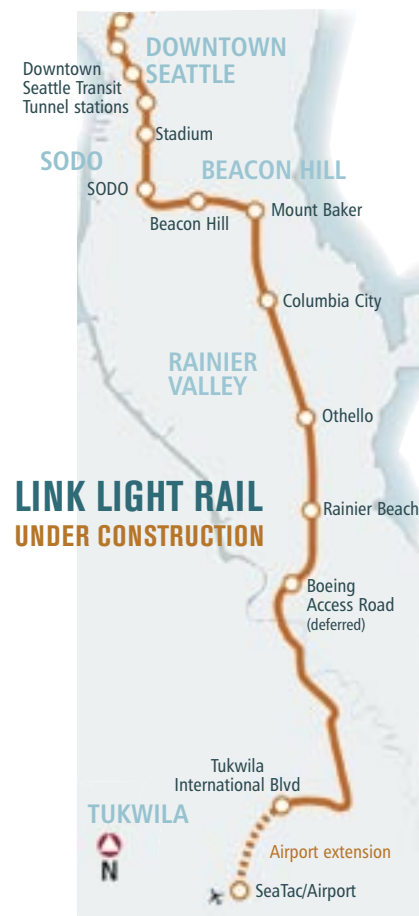 DOWNTOWN
SEATTLE
Downtown
Seattle Transit
Tunnel stations
Stadium
SODO
BEACON HILL
SODO
Beacon Hill
Mount Baker
Columbia City
RAINIER
VALLEY
Othello
LINK LIGHT RAIL
UNDER CONSTRUCTION
Rainier Beach
Boeing
Access Road
(deferred)
Tukwila
International Blvd
TUKWILA
N
Airport extension
SeaTac/Airport